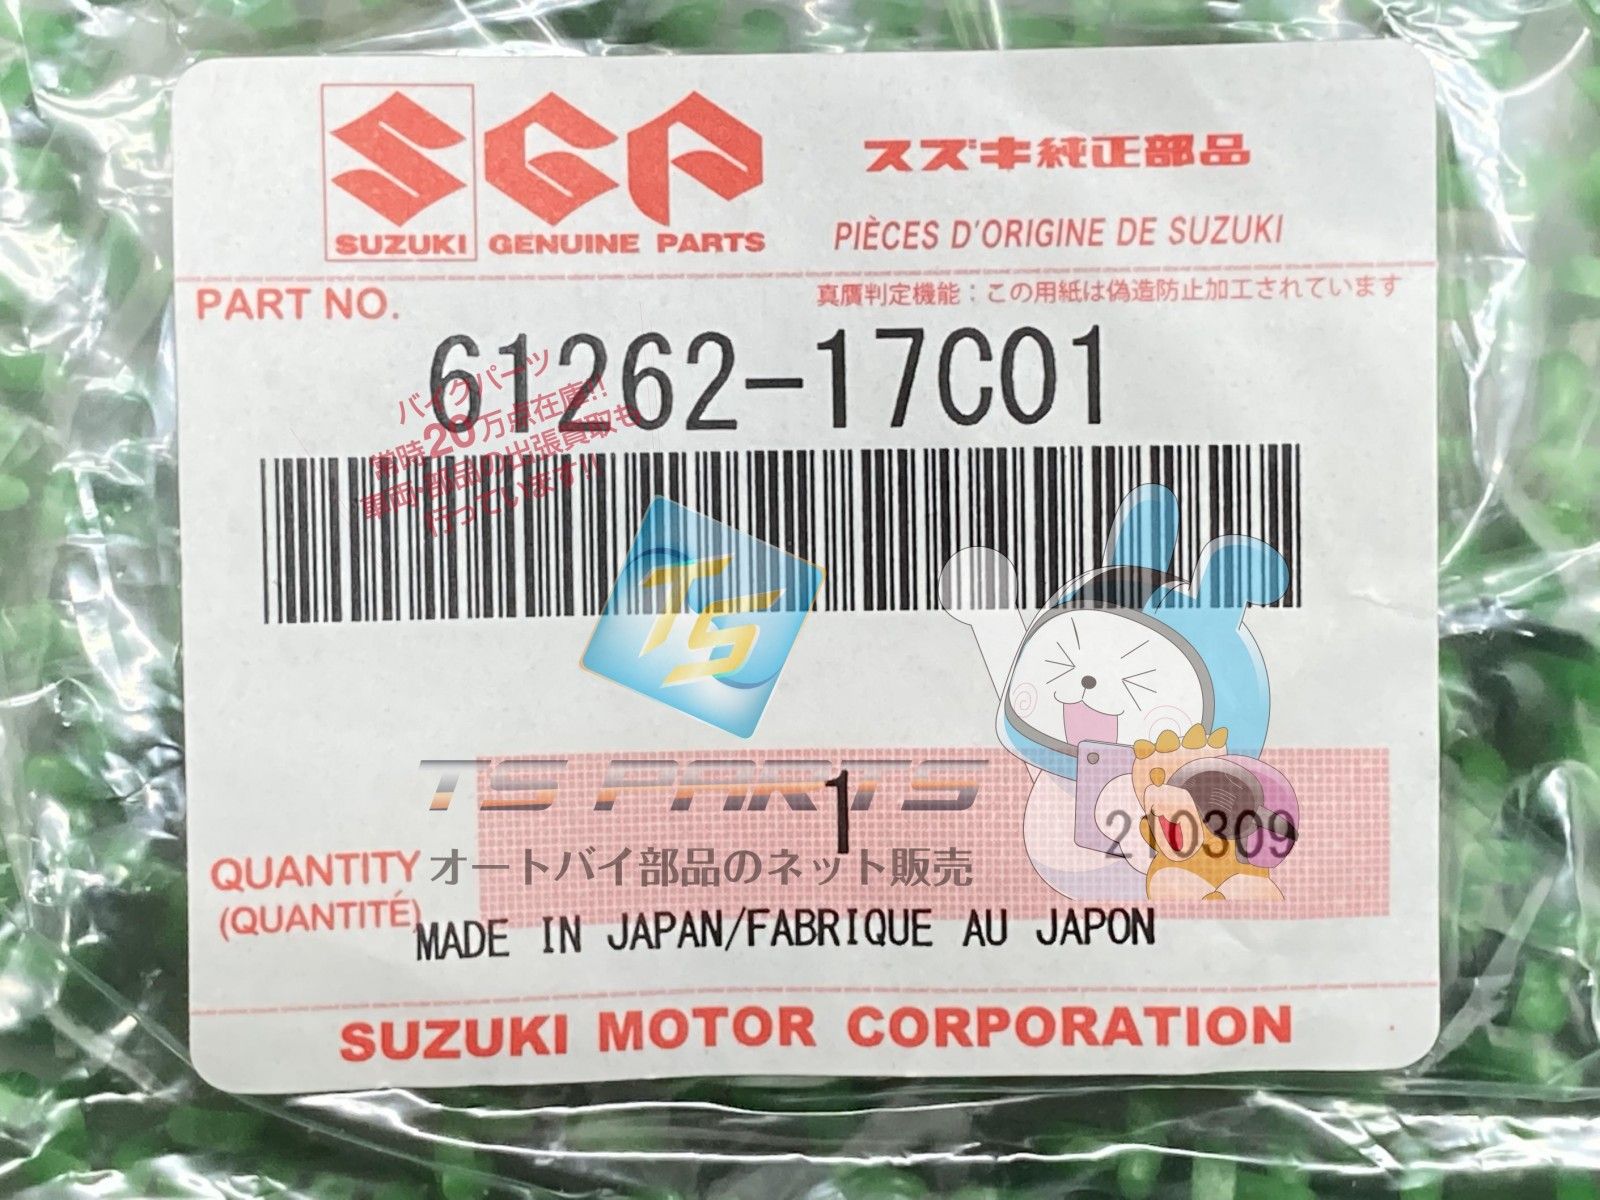 SUZUKI
GENUINE PARTS
スズキ純正部品
PIÈCES D'ORIGINE DE SUZUKI
PART NO.
真贋判定機能：この用紙は偽造防止加工されています
61262-17C01
バイクパーツ
常時20万点在庫!!
車両・部品の出張買取も
行っています!!
TS
TS PARTS
オートバイ部品のネット販売
1
210309
QUANTITY
(QUANTITÉ)
MADE IN JAPAN/FABRIQUE AU JAPON
SUZUKI MOTOR CORPORATION